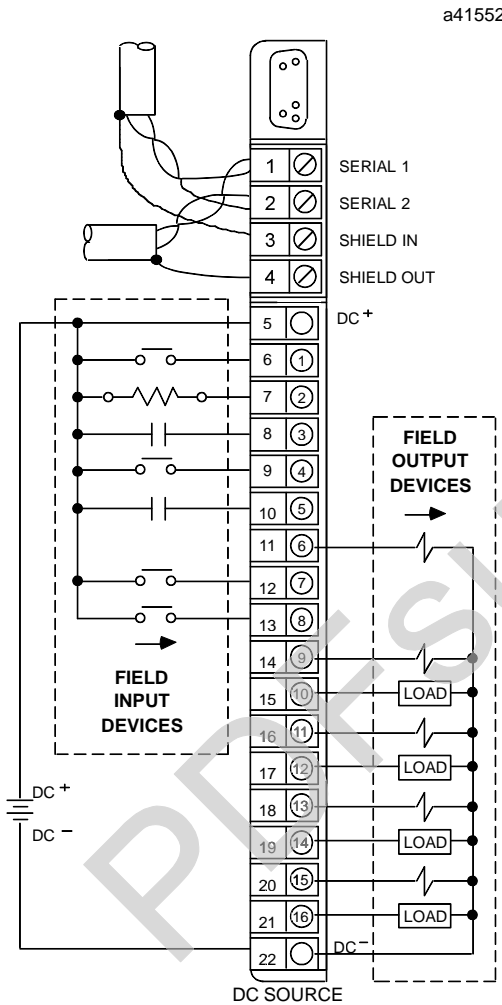 a41552
1 SERIAL 1
2 SERIAL 2
3 SHIELD IN
4 SHIELD OUT
5 DC +
6 1
7 2
8 3
9 4
10 5
11 6
12 7
13 8
14 9
15 10 LOAD
16 11
17 12 LOAD
18 13
19 14 LOAD
20 15
21 16 LOAD
22 DC −
FIELD
OUTPUT
DEVICES
FIELD
INPUT
DEVICES
DC +
DC −
DC SOURCE